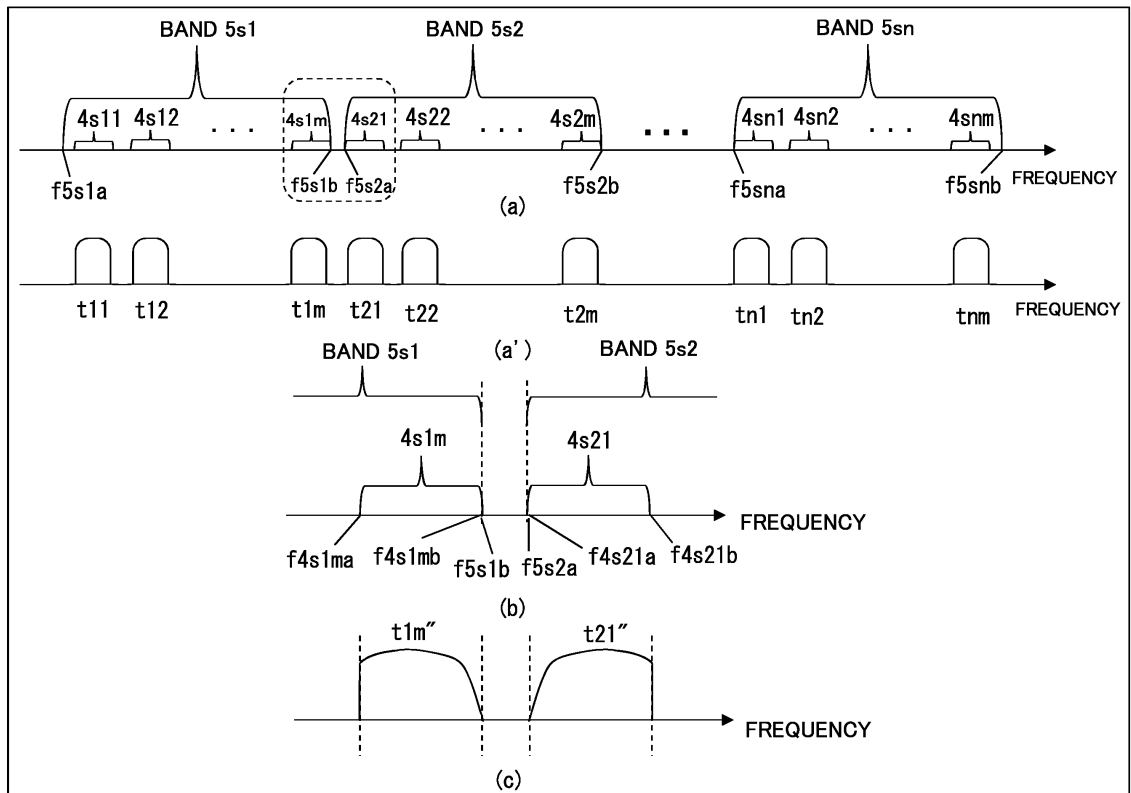 BAND 5s1 BAND 5s2 BAND 5sn
4s11 4s12 ... 4s1m 4s21 4s22 ... 4s2m ... 4sn1 4sn2 ... 4snm
f5s1a f5s1b f5s2a f5s2b f5sna f5snb FREQUENCY
(a)
t11 t12 t1m t21 t22 t2m tn1 tn2 tnm FREQUENCY
(a')
BAND 5s1 BAND 5s2
4s1m 4s21
FREQUENCY
f4s1ma f4s1mb f5s1b f5s2a f4s21a f4s21b
(b)
t1m" t21"
FREQUENCY
(c)